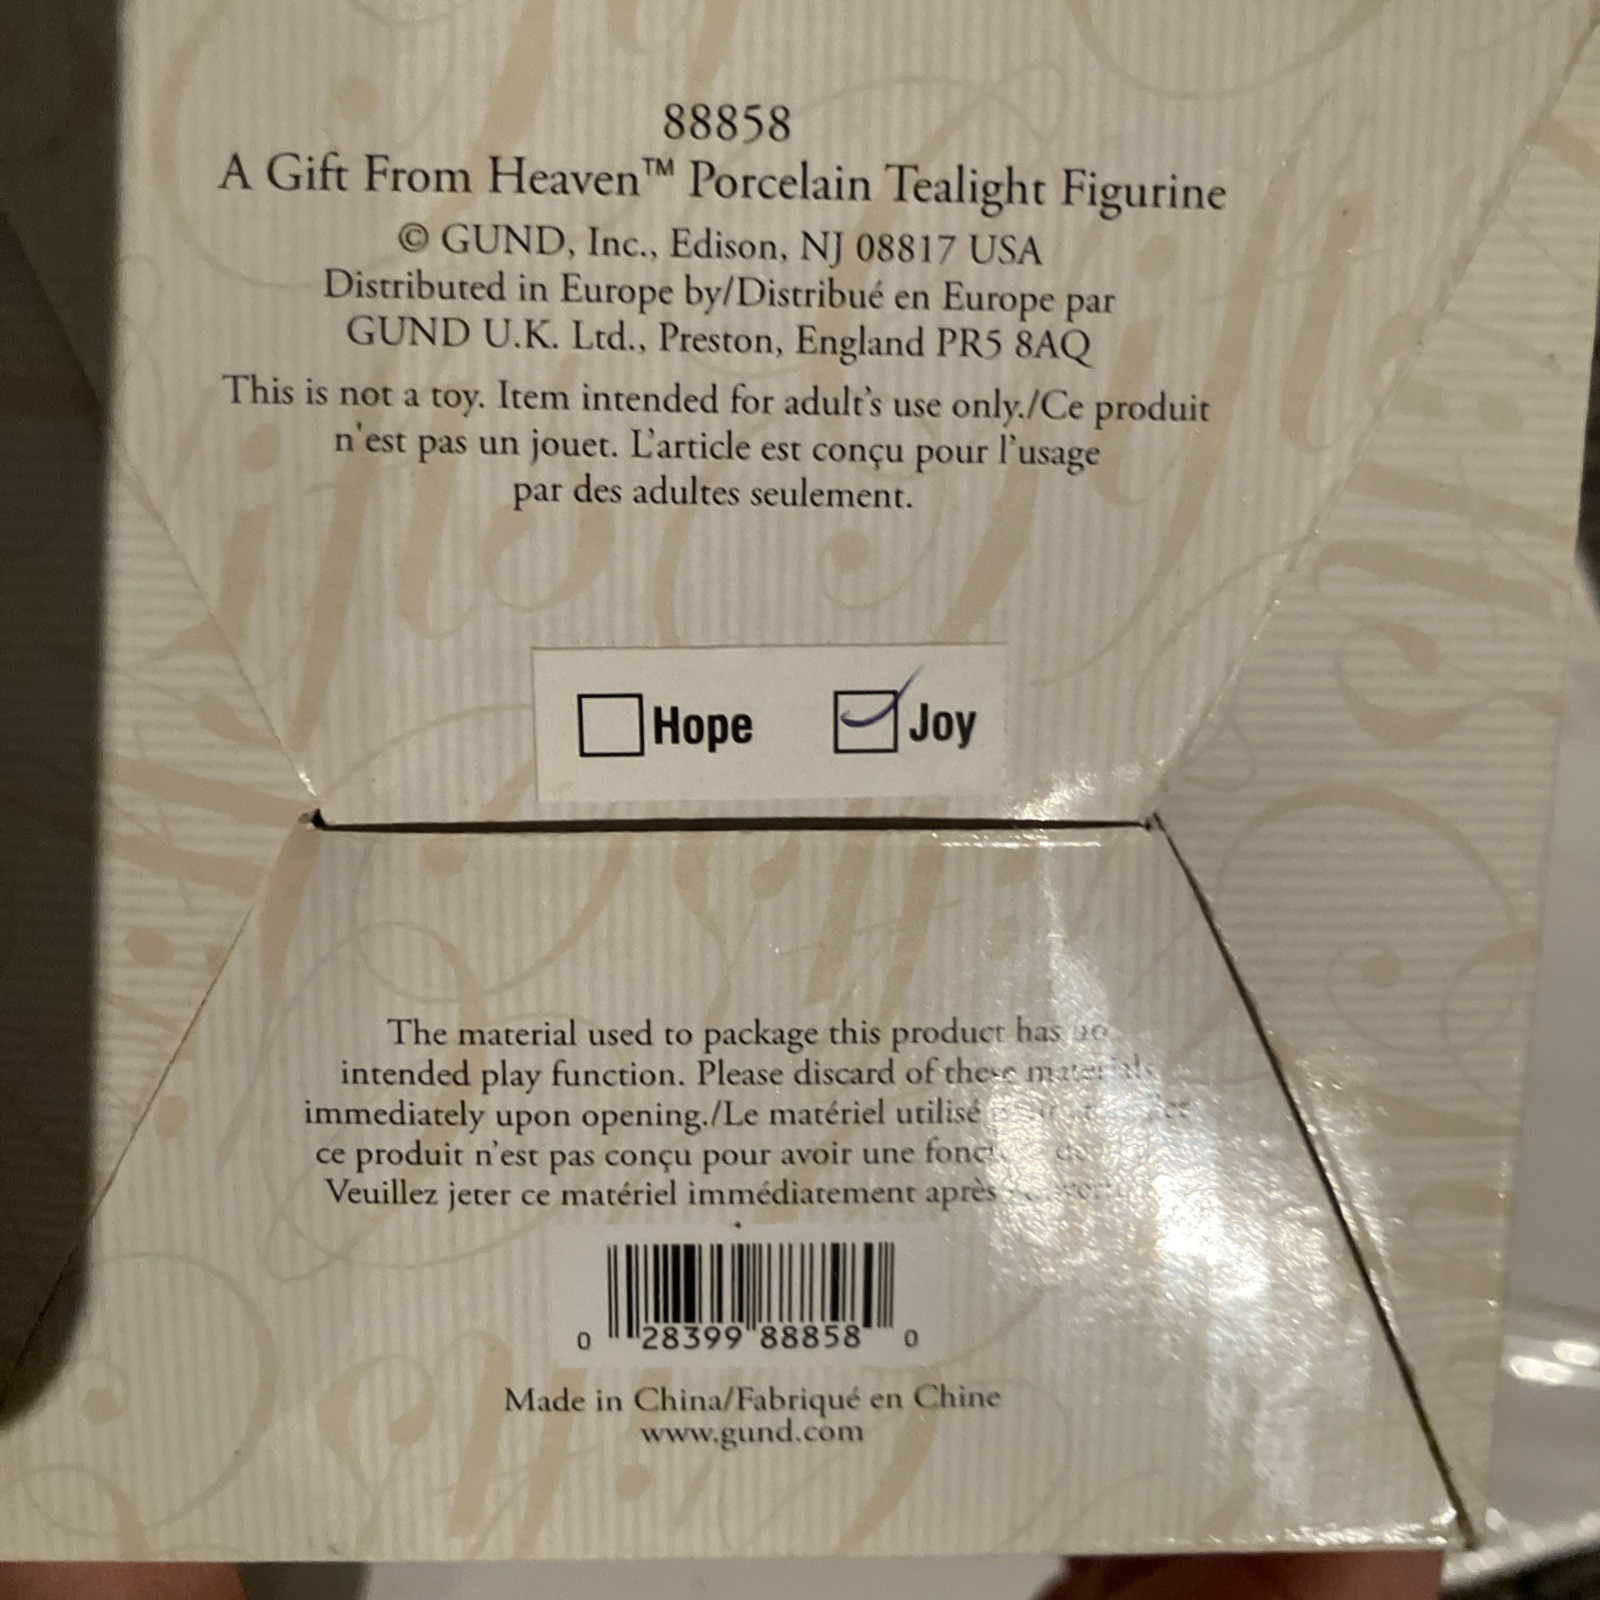 88858
A Gift From Heaven™ Porcelain Tealight Figurine
© GUND, Inc., Edison, NJ 08817 USA
Distributed in Europe by/Distribué en Europe par
GUND U.K. Ltd., Preston, England PR5 8AQ
This is not a toy. Item intended for adult's use only./Ce produit
n'est pas un jouet. L'article est conçu pour l'usage
par des adultes seulement.
Hope Joy
The material used to package this product has no
intended play function. Please discard of these materials
immediately upon opening./Le matériel utilisé
ce produit n'est pas conçu pour avoir une
Veuillez jeter ce matériel immédiatement après
0 28399 88858 0
Made in China/Fabriqué en Chine
www.gund.com